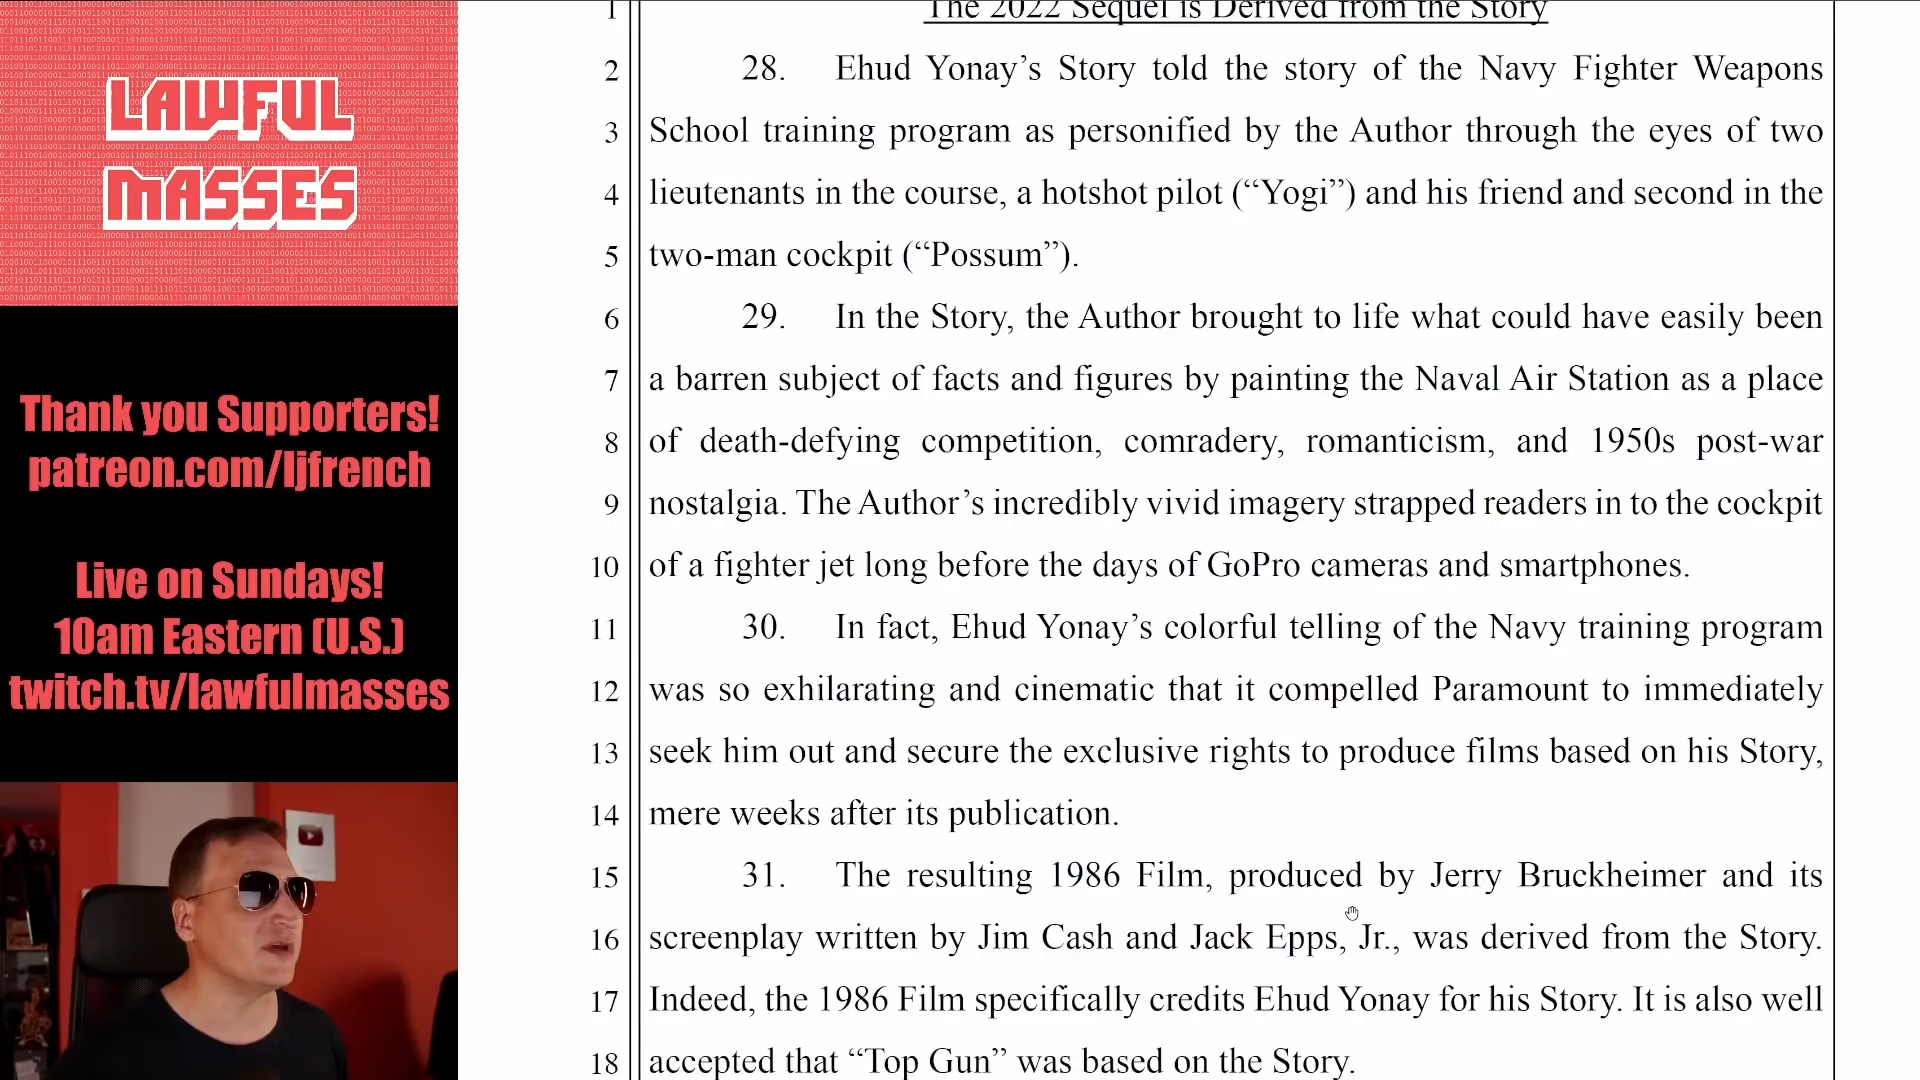 LAWFUL
MASSES
Thank you Supporters!
patreon.com/ljfrench
Live on Sundays!
10am Eastern (U.S.)
twitch.tv/lawfulmasses
1 The 2022 Sequel is Derived from the Story
2 28. Ehud Yonay’s Story told the story of the Navy Fighter Weapons
3 School training program as personified by the Author through the eyes of two
4 lieutenants in the course, a hotshot pilot (“Yogi”) and his friend and second in the
5 two-man cockpit (“Possum”).
6 29. In the Story, the Author brought to life what could have easily been
7 a barren subject of facts and figures by painting the Naval Air Station as a place
8 of death-defying competition, comradery, romanticism, and 1950s post-war
9 nostalgia. The Author’s incredibly vivid imagery strapped readers in to the cockpit
10 of a fighter jet long before the days of GoPro cameras and smartphones.
11 30. In fact, Ehud Yonay’s colorful telling of the Navy training program
12 was so exhilarating and cinematic that it compelled Paramount to immediately
13 seek him out and secure the exclusive rights to produce films based on his Story,
14 mere weeks after its publication.
15 31. The resulting 1986 Film, produced by Jerry Bruckheimer and its
16 screenplay written by Jim Cash and Jack Epps, Jr., was derived from the Story.
17 Indeed, the 1986 Film specifically credits Ehud Yonay for his Story. It is also well
18 accepted that “Top Gun” was based on the Story.